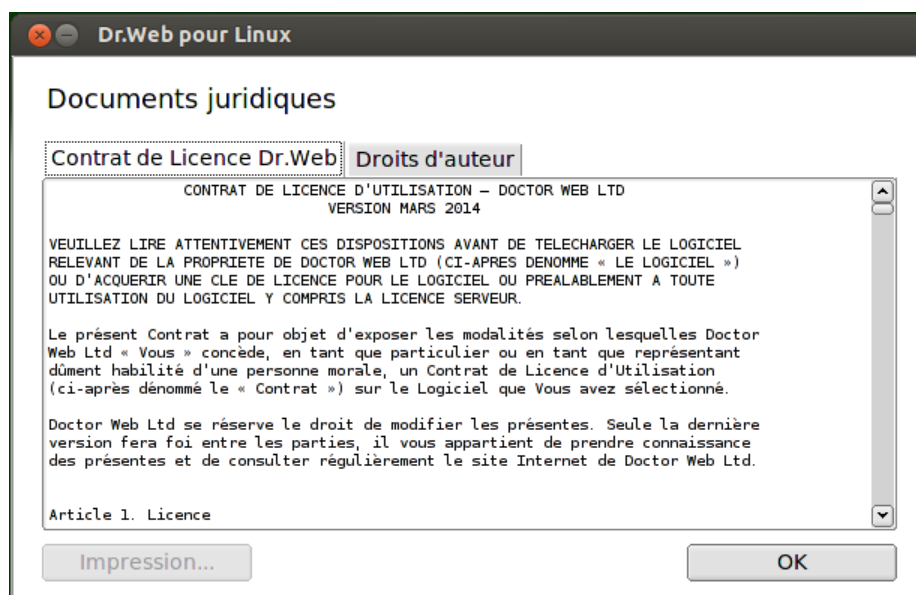 Dr.Web pour Linux
Documents juridiques
Contrat de Licence Dr.Web
Droits d'auteur
CONTRAT DE LICENCE D'UTILISATION – DOCTOR WEB LTD
VERSION MARS 2014
VEUILLEZ LIRE ATTENTIVEMENT CES DISPOSITIONS AVANT DE TELECHARGER LE LOGICIEL
RELEVANT DE LA PROPRIETE DE DOCTOR WEB LTD (CI-APRES DENOMME « LE LOGICIEL »)
OU D'ACQUERIR UNE CLE DE LICENCE POUR LE LOGICIEL OU PREALABLEMENT A TOUTE
UTILISATION DU LOGICIEL Y COMPRIS LA LICENCE SERVEUR.
Le présent Contrat a pour objet d'exposer les modalités selon lesquelles Doctor
Web Ltd « Vous » concède, en tant que particulier ou en tant que représentant
dûment habilité d'une personne morale, un Contrat de Licence d'Utilisation
(ci-après dénommé le « Contrat ») sur le Logiciel que Vous avez sélectionné.
Doctor Web Ltd se réserve le droit de modifier les présentes. Seule la dernière
version fera foi entre les parties, il vous appartient de prendre connaissance
des présentes et de consulter régulièrement le site Internet de Doctor Web Ltd.
Article 1. Licence
Impression...
OK